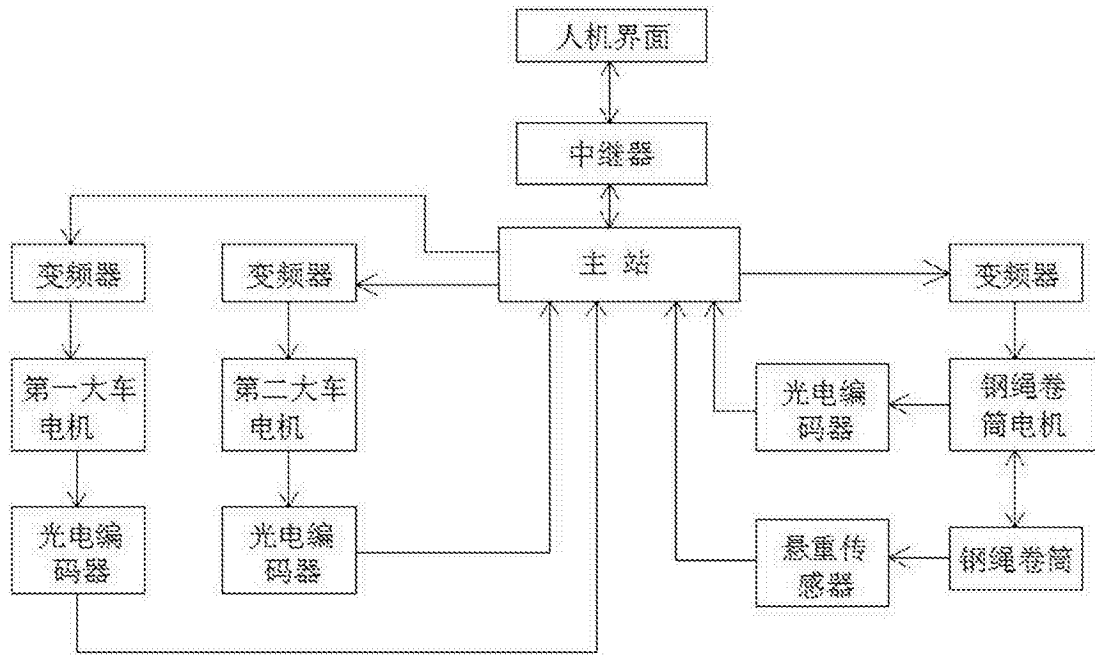 人机界面
中继器
主 站
变频器
变频器
变频器
第一大车
电机
第二大车
电机
光电编
码器
钢绳卷
筒电机
光电编
码器
光电编
码器
悬重传
感器
钢绳卷筒